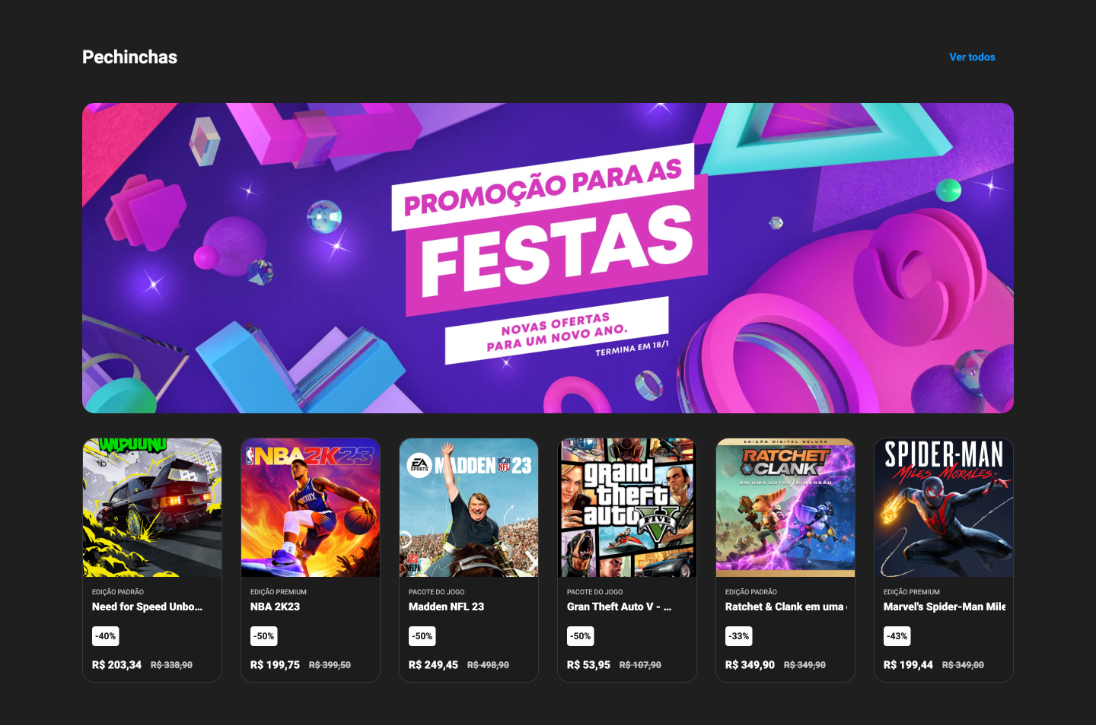 Pechinchas
Ver todos
PROMOÇÃO PARA AS
FESTAS
NOVAS OFERTAS
PARA UM NOVO ANO.
TERMINA EM 18/1
UNBOUND
EDIÇÃO PADRÃO
Need for Speed Unbo...
-40%
R$ 203,34 R$ 338,90
NBA 2K23
EDIÇÃO PREMIUM
NBA 2K23
-50%
R$ 199,75 R$ 399,50
EA SPORTS MADDEN NFL 23
PACOTE DO JOGO
Madden NFL 23
-50%
R$ 249,45 R$ 498,90
grand
theft
auto V
FIVE
PACOTE DO JOGO
Gran Theft Auto V - ...
-50%
R$ 53,95 R$ 107,90
EDIÇÃO DIGITAL DELUXE
RATCHET
CLANK
EM UMA OUTRA DIMENSÃO
EDIÇÃO PADRÃO
Ratchet & Clank em uma
-33%
R$ 349,90 R$ 349,90
SPIDER-MAN
MILES MORALES
EDIÇÃO PREMIUM
Marvel's Spider-Man Mile
-43%
R$ 199,44 R$ 349,00